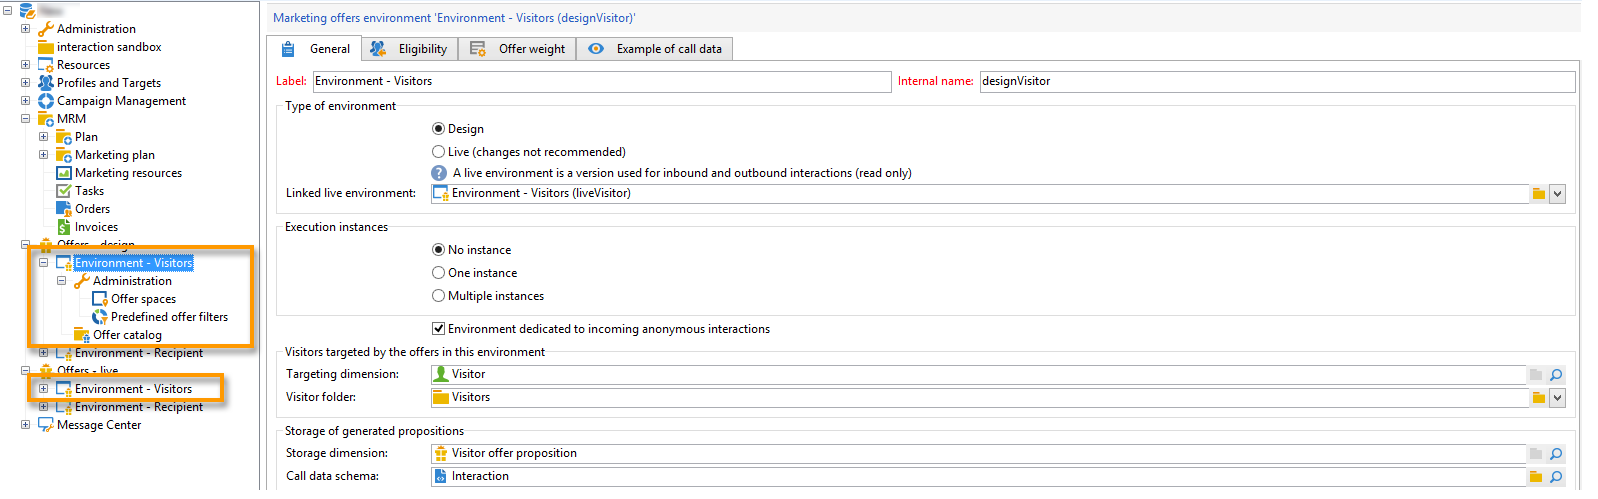 Administration
interaction sandbox
Resources
Profiles and Targets
Campaign Management
MRM
Plan
Marketing plan
Marketing resources
Tasks
Orders
Invoices
Offers - design
Environment - Visitors
Administration
Offer spaces
Predefined offer filters
Offer catalog
Environment - Recipient
Offers - live
Environment - Visitors
Environment - Recipient
Message Center
Marketing offers environment 'Environment - Visitors (designVisitor)'
General Eligibility Offer weight Example of call data
Label: Environment - Visitors Internal name: designVisitor
Type of environment
Design
Live (changes not recommended)
? A live environment is a version used for inbound and outbound interactions (read only)
Linked live environment: Environment - Visitors (liveVisitor)
Execution instances
No instance
One instance
Multiple instances
Environment dedicated to incoming anonymous interactions
Visitors targeted by the offers in this environment
Targeting dimension: Visitor
Visitor folder: Visitors
Storage of generated propositions
Storage dimension: Visitor offer proposition
Call data schema: Interaction